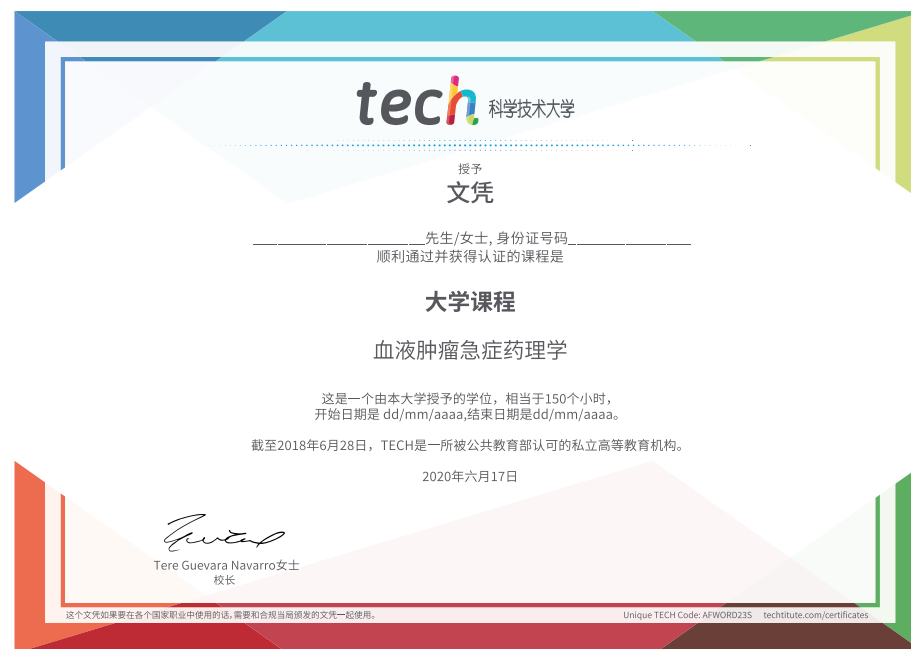 tech 科学技术大学
授予
文凭
________________________先生/女士, 身份证号码_________________
顺利通过并获得认证的课程是
大学课程
血液肿瘤急症药理学
这是一个由本大学授予的学位，相当于150个小时，
开始日期是 dd/mm/aaaa,结束日期是dd/mm/aaaa。
截至2018年6月28日，TECH是一所被公共教育部认可的私立高等教育机构。
2020年六月17日
Tere Guevara Navarro女士
校长
这个文凭如果要在各个国家职业中使用的话,需要和合规当局颁发的文凭一起使用。
Unique TECH Code: AFWORD23S techtitute.com/certificates